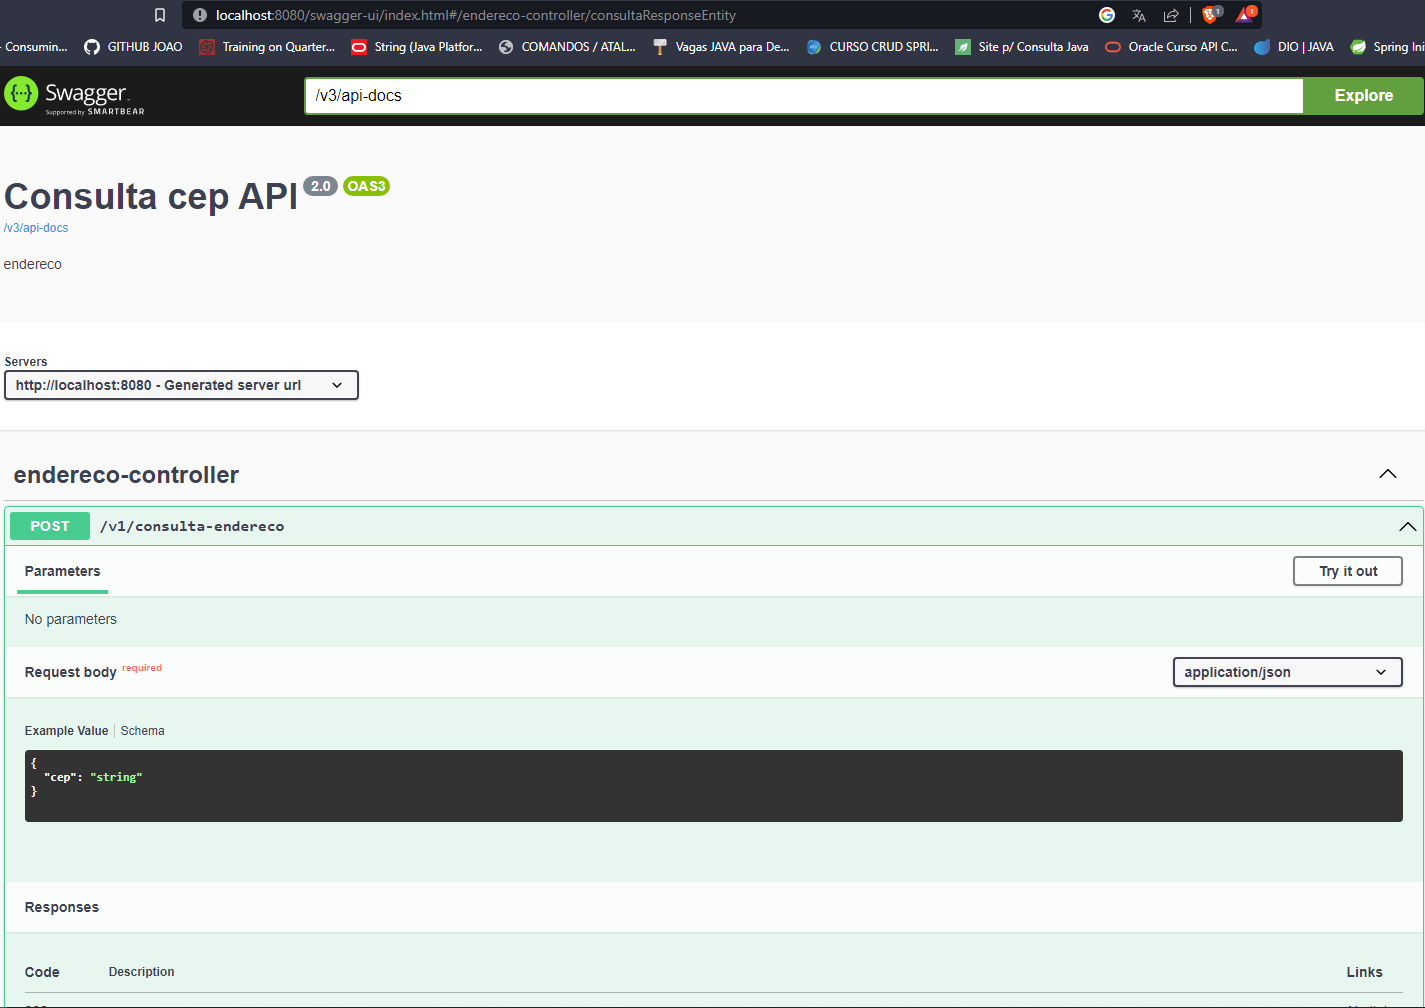 localhost:8080/swagger-ui/index.html#/endereco-controller/consultaResponseEntity
1 1
Consumin... GITHUB JOAO Training on Quarter... String (Java Platfor... COMANDOS / ATAL... Vagas JAVA para De... CURSO CRUD SPRI... Site p/ Consulta Java Oracle Curso API C... DIO | JAVA Spring Ini
{···} Swagger
Supported by SMARTBEAR
/v3/api-docs
Explore
Consulta cep API 2.0 OAS3
/v3/api-docs
endereco
Servers
http://localhost:8080 - Generated server url
endereco-controller
POST /v1/consulta-endereco
Parameters
Try it out
No parameters
Request body required
application/json
Example Value | Schema
{
"cep": "string"
}
Responses
Code Description Links